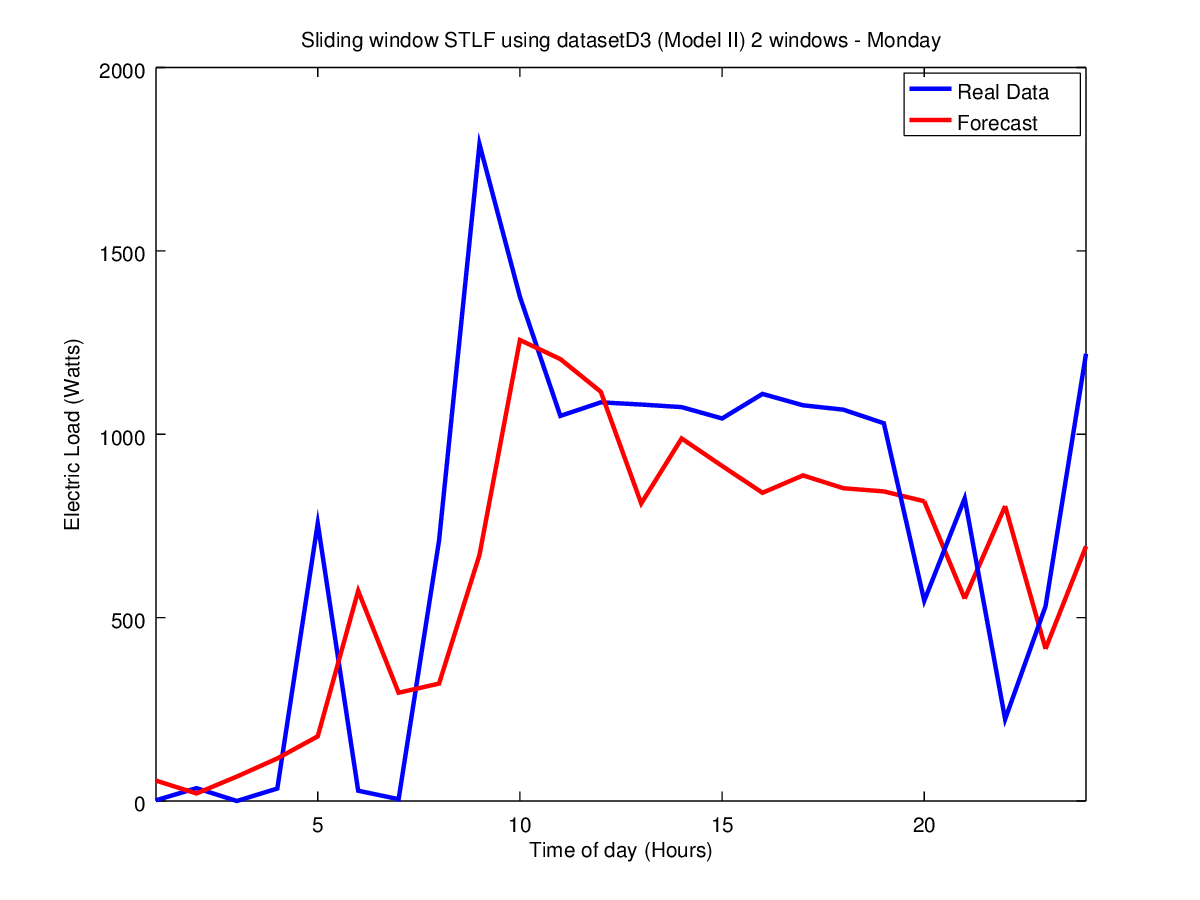 Sliding window STLF using datasetD3 (Model II) 2 windows - Monday
2000
1500
1000
500
0
Electric Load (Watts)
Real Data
Forecast
5 10 15 20
Time of day (Hours)